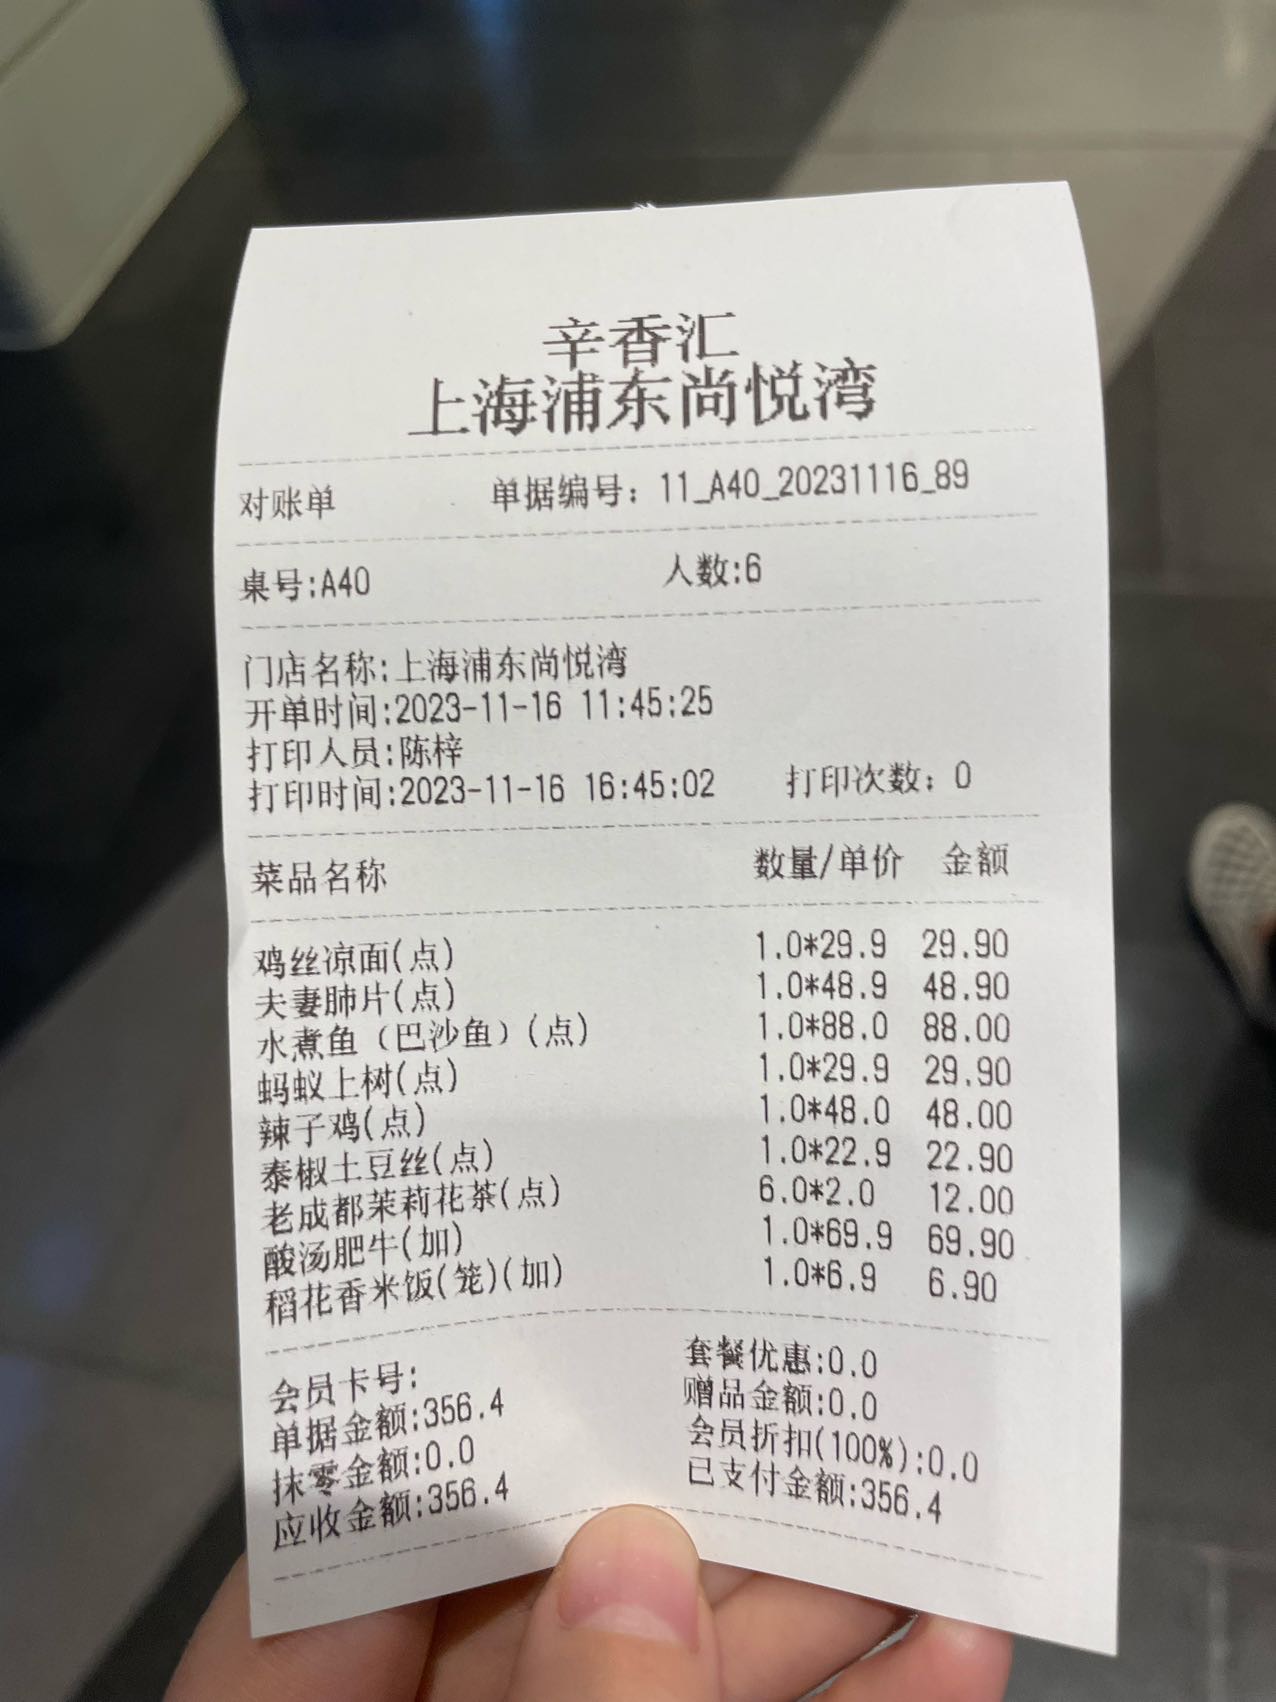 辛香汇
上海浦东尚悦湾
对账单 单据编号：11_A40_20231116_89
桌号:A40 人数:6
门店名称:上海浦东尚悦湾
开单时间:2023-11-16 11:45:25
打印人员:陈梓
打印时间:2023-11-16 16:45:02 打印次数：0
菜品名称 数量/单价 金额
鸡丝凉面(点) 1.0*29.9 29.90
夫妻肺片(点) 1.0*48.9 48.90
水煮鱼（巴沙鱼）(点) 1.0*88.0 88.00
蚂蚁上树(点) 1.0*29.9 29.90
辣子鸡(点) 1.0*48.0 48.00
泰椒土豆丝(点) 1.0*22.9 22.90
老成都茉莉花茶(点) 6.0*2.0 12.00
酸汤肥牛(加) 1.0*69.9 69.90
稻花香米饭(笼)(加) 1.0*6.9 6.90
会员卡号: 套餐优惠:0.0
单据金额:356.4 赠品金额:0.0
抹零金额:0.0 会员折扣(100%):0.0
应收金额:356.4 已支付金额:356.4